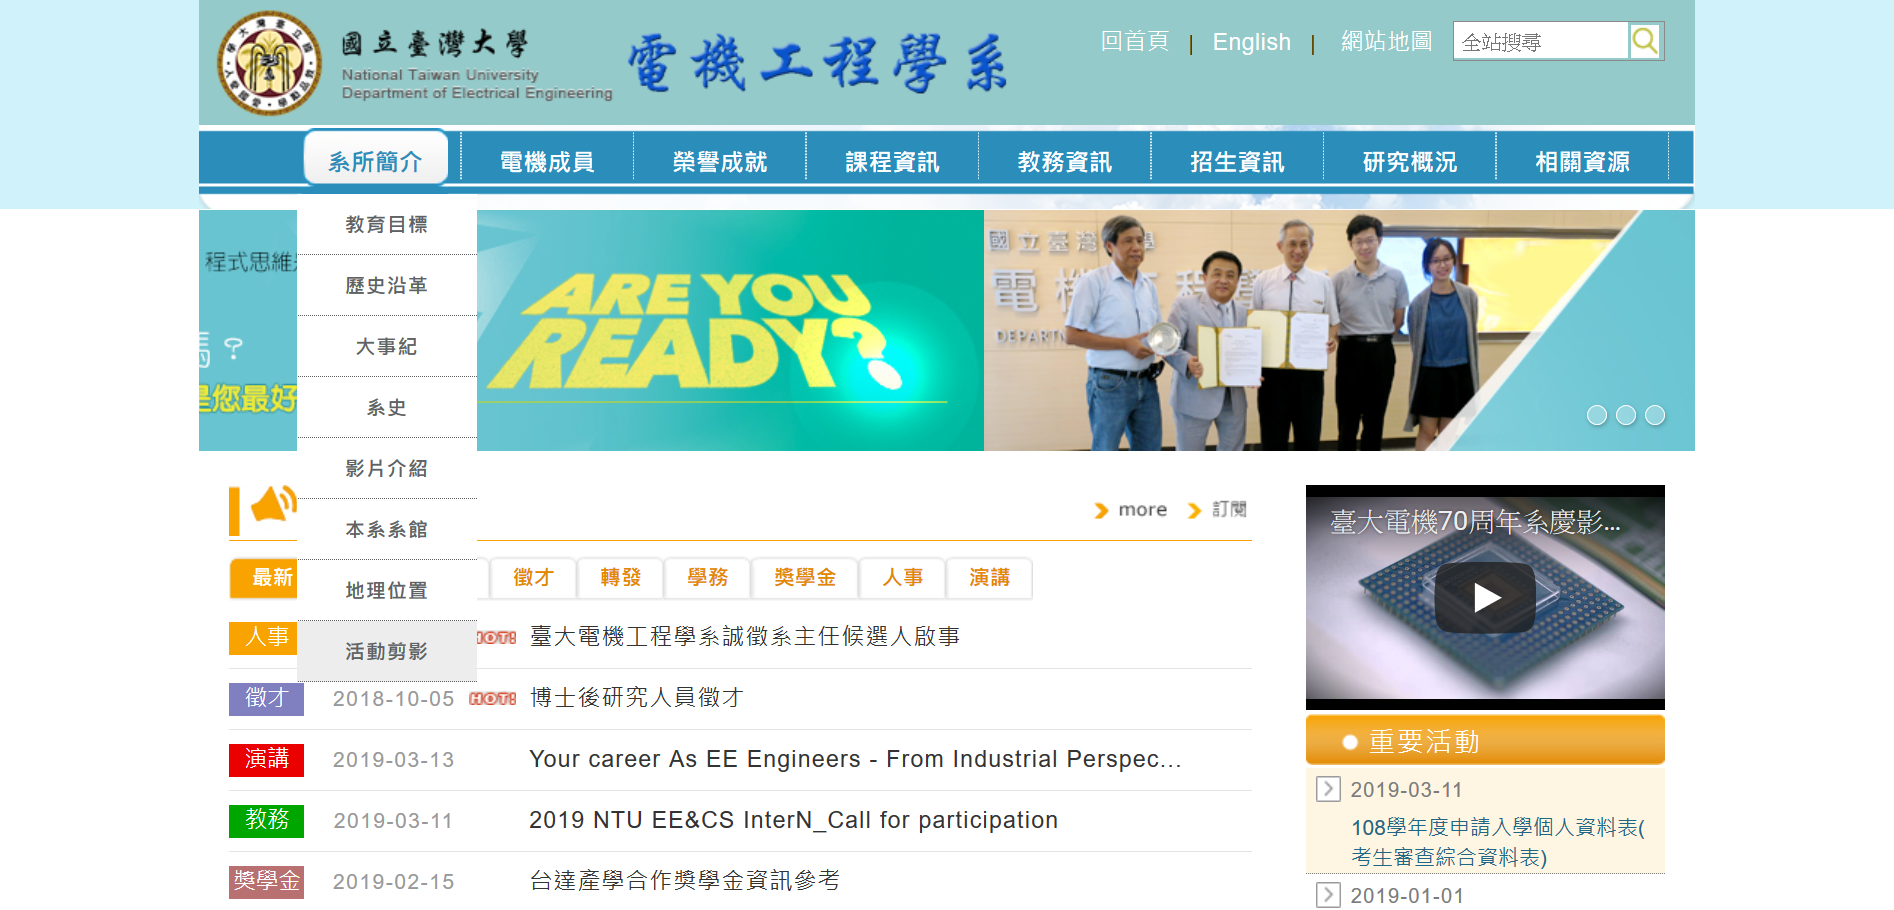 國立臺灣大學
National Taiwan University
Department of Electrical Engineering
電機工程學系
回首頁 | English | 網站地圖
全站搜尋
系所簡介
電機成員
榮譽成就
課程資訊
教務資訊
招生資訊
研究概況
相關資源
教育目標
歷史沿革
大事紀
系史
影片介紹
本系系館
地理位置
活動剪影
程式思維
?
您最好
ARE YOU
READY?
國立臺灣 學
電機 程學
DEPART
more
訂閱
最新
徵才
轉發
學務
獎學金
人事
演講
人事 HOT! 臺大電機工程學系誠徵系主任候選人啟事
徵才 2018-10-05 HOT! 博士後研究人員徵才
演講 2019-03-13 Your career As EE Engineers - From Industrial Perspec...
教務 2019-03-11 2019 NTU EE&CS InterN_Call for participation
獎學金 2019-02-15 台達產學合作獎學金資訊參考
臺大電機70周年系慶影...
重要活動
2019-03-11
108學年度申請入學個人資料表(
考生審查綜合資料表)
2019-01-01